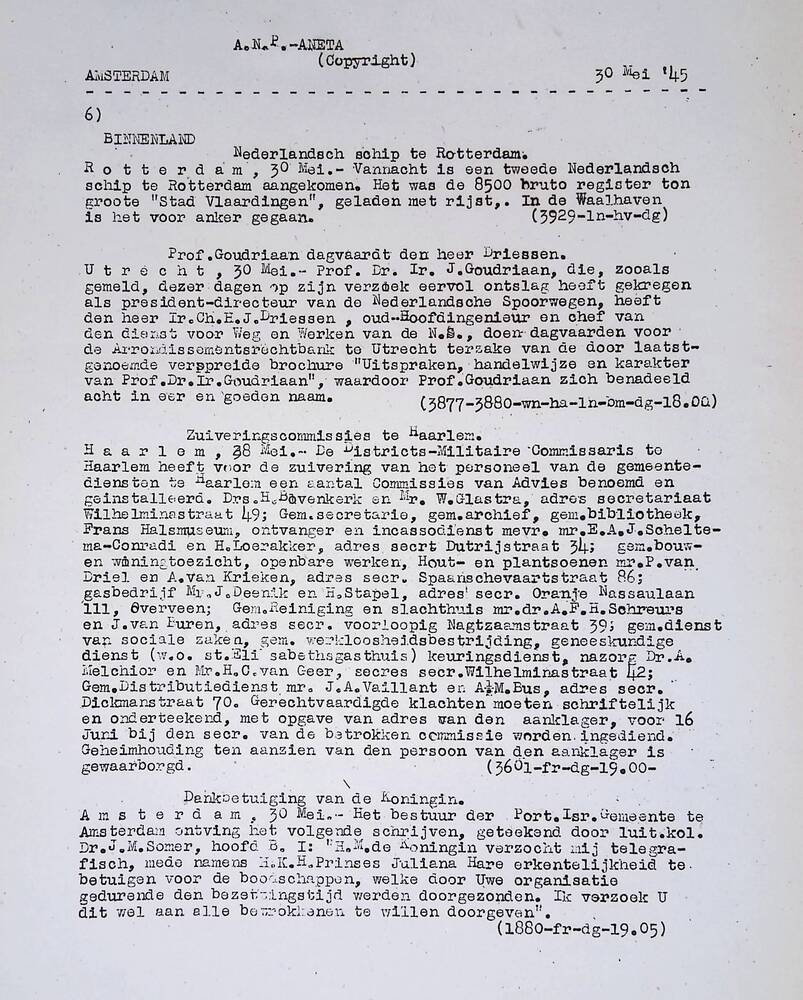 A.N.P.-ANETA
(Copyright)
AMSTERDAM 30 Mei '45
6)
BINNENLAND
Nederlandsch schip te Rotterdam.
R o t t e r d a m , 30 Mei.- Vannacht is een tweede Nederlandsch
schip te Rotterdam aangekomen. Het was de 8500 bruto register ton
groote "Stad Vlaardingen", geladen met rijst,. In de Waalhaven
is het voor anker gegaan. (3929-ln-hv-dg)
Prof.Goudriaan dagvaardt den heer Driessen.
U t r e c h t , 30 Mei.- Prof. Dr. Ir. J.Goudriaan, die, zooals
gemeld, dezer dagen op zijn verzoek eervol ontslag heeft gekregen
als president-directeur van de Nederlandsche Spoorwegen, heeft
den heer Ir.Ch.E.J.Driessen , oud-Hoofdingenieur en chef van
den dienst voor Weg en Werken van de N.S., doen dagvaarden voor
de Arrondissementsrechtbank te Utrecht terzake van de door laatst-
genoemde verspreide brochure "Uitspraken, handelwijze en karakter
van Prof.Dr.Ir.Goudriaan", waardoor Prof.Goudriaan zich benadeeld
acht in eer en goeden naam. (3877-3880-wn-ha-ln-bm-dg-18.00)
Zuiveringscommissies te Haarlem.
H a a r l e m , 38 Mei.- De Districts-Militaire Commissaris te
Haarlem heeft voor de zuivering van het personeel van de gemeente-
diensten te Haarlem een aantal Commissies van Advies benoemd en
geinstalleerd. Drs.H.Bavenkerk en Mr. W.Glastra, adres secretariaat
Wilhelminastraat 49; Gem.secretarie, gem.archief, gem.bibliotheek,
Frans Halsmuseum, ontvanger en incassodienst mevr. mr.E.A.J.Schelte-
ma-Conradi en H.Loerakker, adres secrt Dutrijstraat 34; gem.bouw-
en woningtoezicht, openbare werken, Hout- en plantsoenen mr.P.van
Driel en A.van Krieken, adres secr. Spaanschevaartstraat 86;
gasbedrijf Mr.J.Deenik en H.Stapel, adres' secr. Oranje Nassaulaan
111, Overveen; Gem.Reiniging en slachthuis mr.dr.A.F.H.Schreurs
en J.van Buren, adres secr. voorloopig Nagtzaamstraat 39; gem.dienst
van sociale zaken, gem. werkloosheidsbestrijding, geneeskundige
dienst (w.o. st.Eli sabethsgasthuis) keuringsdienst, nazorg Dr.A.
Melchior en Mr.H.C.van Geer, secres secr.Wilhelminastraat 42;
Gem.Distributiedienst mr. J.A.Vaillant en A.M.Bus, adres secr.
Dickmanstraat 70. Gerechtvaardigde klachten moeten schriftelijk
en onderteekend, met opgave van adres van den aanklager, voor 16
Juni bij den secr. van de betrokken commissie worden ingediend.
Geheimhouding ten aanzien van den persoon van den aanklager is
gewaarborgd. (3601-fr-dg-19.00-
Dankbetuiging van de Koningin.
A m s t e r d a m , 30 Mei.- Het bestuur der Port.Isr.Gemeente te
Amsterdam ontving het volgende schrijven, geteekend door luit.kol.
Dr.J.M.Somer, hoofd B. I: "H.M.de Koningin verzocht mij telegra-
fisch, mede namens H.K.H.Prinses Juliana Hare erkentelijkheid te
betuigen voor de boodschappen, welke door Uwe organisatie
gedurende den bezettingstijd werden doorgezonden. Ik verzoek U
dit wel aan alle betrokkenen te willen doorgeven".
(1880-fr-dg-19.05)